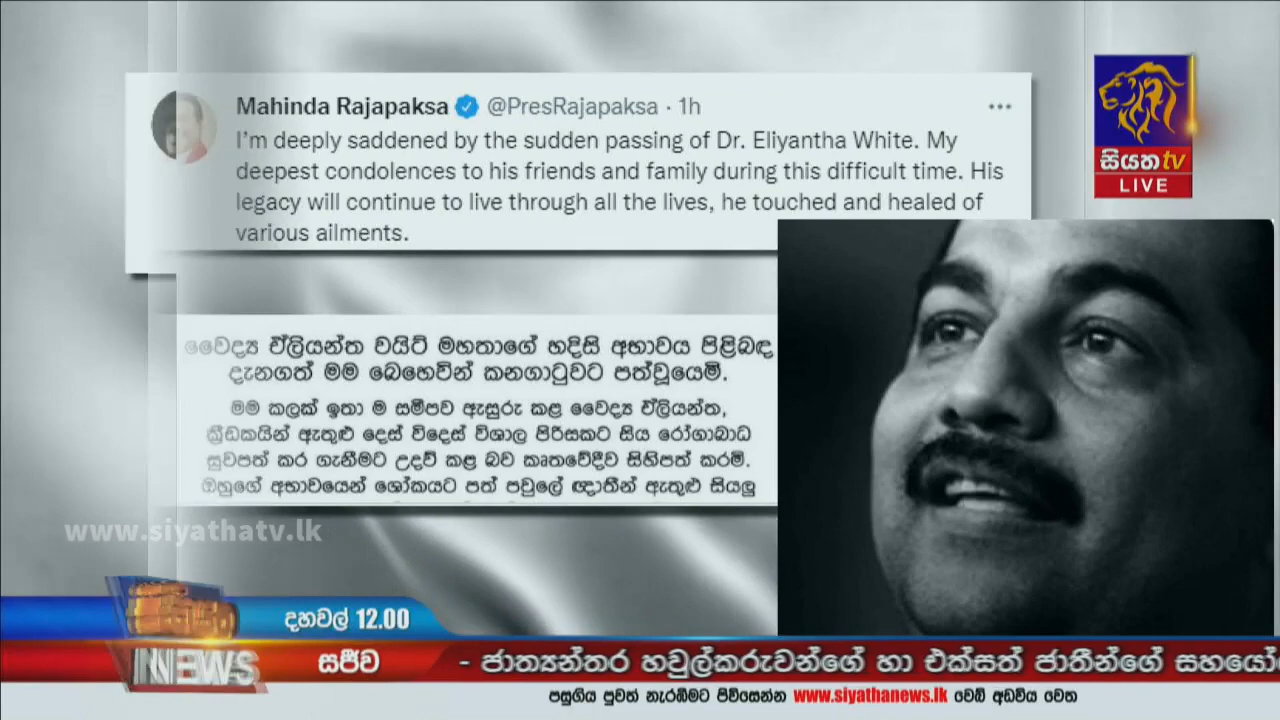 Mahinda Rajapaksa @PresRajapaksa · 1h
I'm deeply saddened by the sudden passing of Dr. Eliyantha White. My
deepest condolences to his friends and family during this difficult time. His
legacy will continue to live through all the lives, he touched and healed of
various ailments.
සියත tv
LIVE
වෛද්‍ය ඒලියන්ත වයිට් මහතාගේ හදිසි අභාවය පිළිබඳ
දැනගත් මම බෙහෙවින් කනගාටුවට පත්වූයෙමි.
මම කලක් ඉතා ම සමීපව ඇසුරු කළ වෛද්‍ය ඒලියන්ත,
ක්‍රීඩකයින් ඇතුළු දෙස් විදෙස් විශාල පිරිසකට සිය රෝගාබාධ
සුවපත් කර ගැනීමට උදව් කළ බව කෘතවේදීව සිහිපත් කරමි.
ඔහුගේ අභාවයෙන් ශෝකයට පත් පවුලේ ඥාතීන් ඇතුළු සියලු
www.siyathatv.lk
දහවල් 12.00
NEWS
සජීව
- ජාත්‍යන්තර හවුල්කරුවන්ගේ හා එක්සත් ජාතීන්ගේ සහයෝ
පසුගිය පුවත් නැරඹීමට පිවිසෙන්න www.siyathanews.lk වෙබ් අඩවිය වෙත